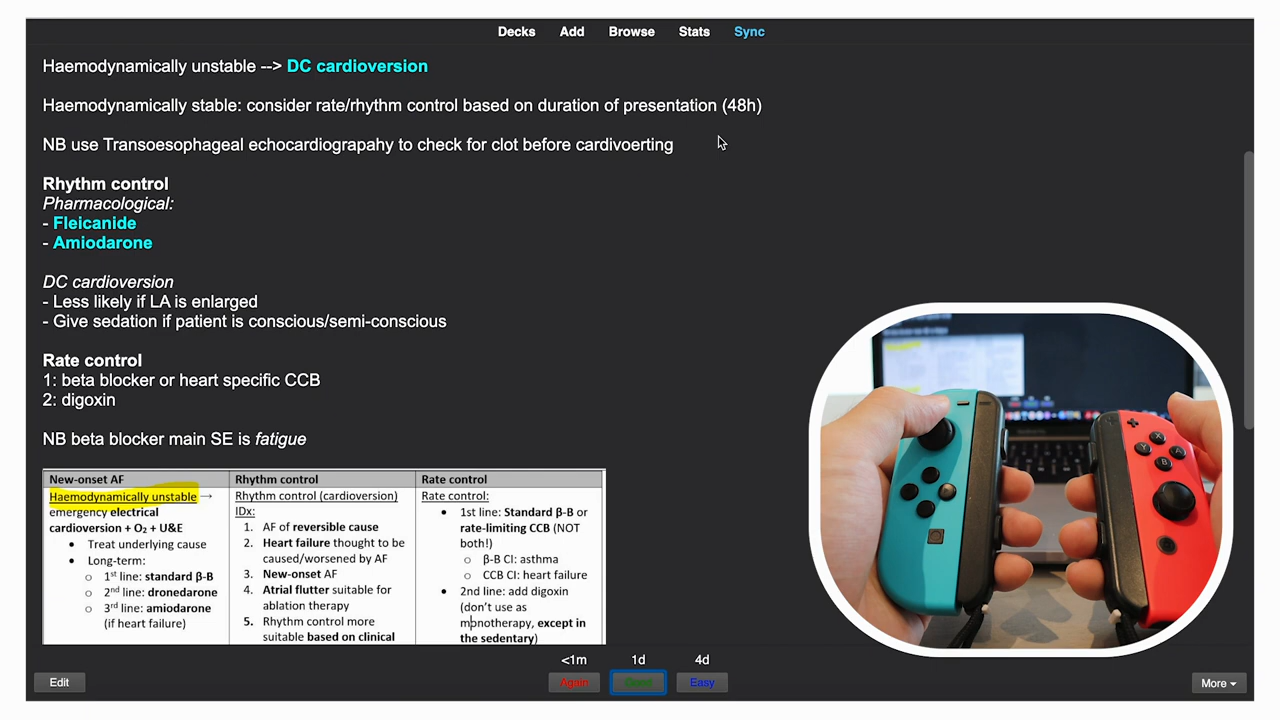 Decks Add Browse Stats Sync
Haemodynamically unstable --> DC cardioversion
Haemodynamically stable: consider rate/rhythm control based on duration of presentation (48h)
NB use Transoesophageal echocardiograpahy to check for clot before cardivoerting
Rhythm control
Pharmacological:
- Fleicanide
- Amiodarone
DC cardioversion
- Less likely if LA is enlarged
- Give sedation if patient is conscious/semi-conscious
Rate control
1: beta blocker or heart specific CCB
2: digoxin
NB beta blocker main SE is fatigue
New-onset AF
Haemodynamically unstable →
emergency electrical
cardioversion + O₂ + U&E
• Treat underlying cause
• Long-term:
o 1st line: standard β-B
o 2nd line: dronedarone
o 3rd line: amiodarone
(if heart failure)
Rhythm control
Rhythm control (cardioversion)
IDx:
1. AF of reversible cause
2. Heart failure thought to be
caused/worsened by AF
3. New-onset AF
4. Atrial flutter suitable for
ablation therapy
5. Rhythm control more
suitable based on clinical
Rate control
Rate control:
• 1st line: Standard β-B or
rate-limiting CCB (NOT
both!)
o β-B CI: asthma
o CCB CI: heart failure
• 2nd line: add digoxin
(don't use as
monotherapy, except in
the sedentary)
<1m 1d 4d
Edit Again Good Easy More
Y X A B